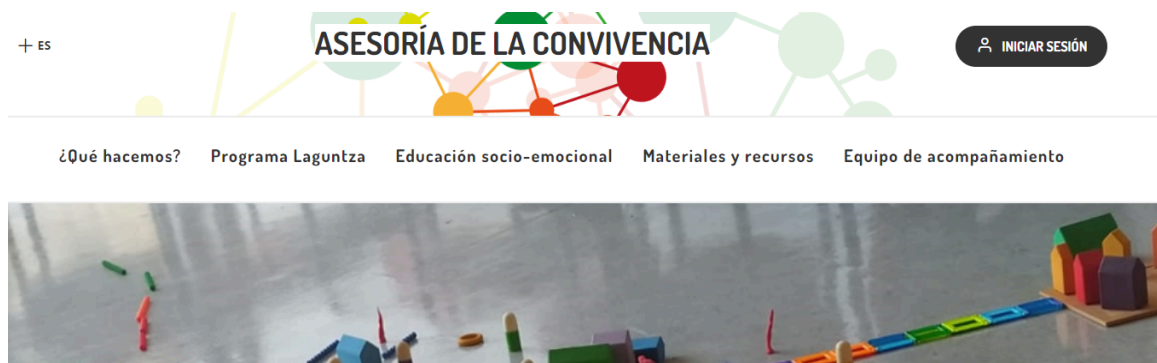 + ES
ASESORÍA DE LA CONVIVENCIA
INICIAR SESIÓN
¿Qué hacemos? Programa Laguntza Educación socio-emocional Materiales y recursos Equipo de acompañamiento